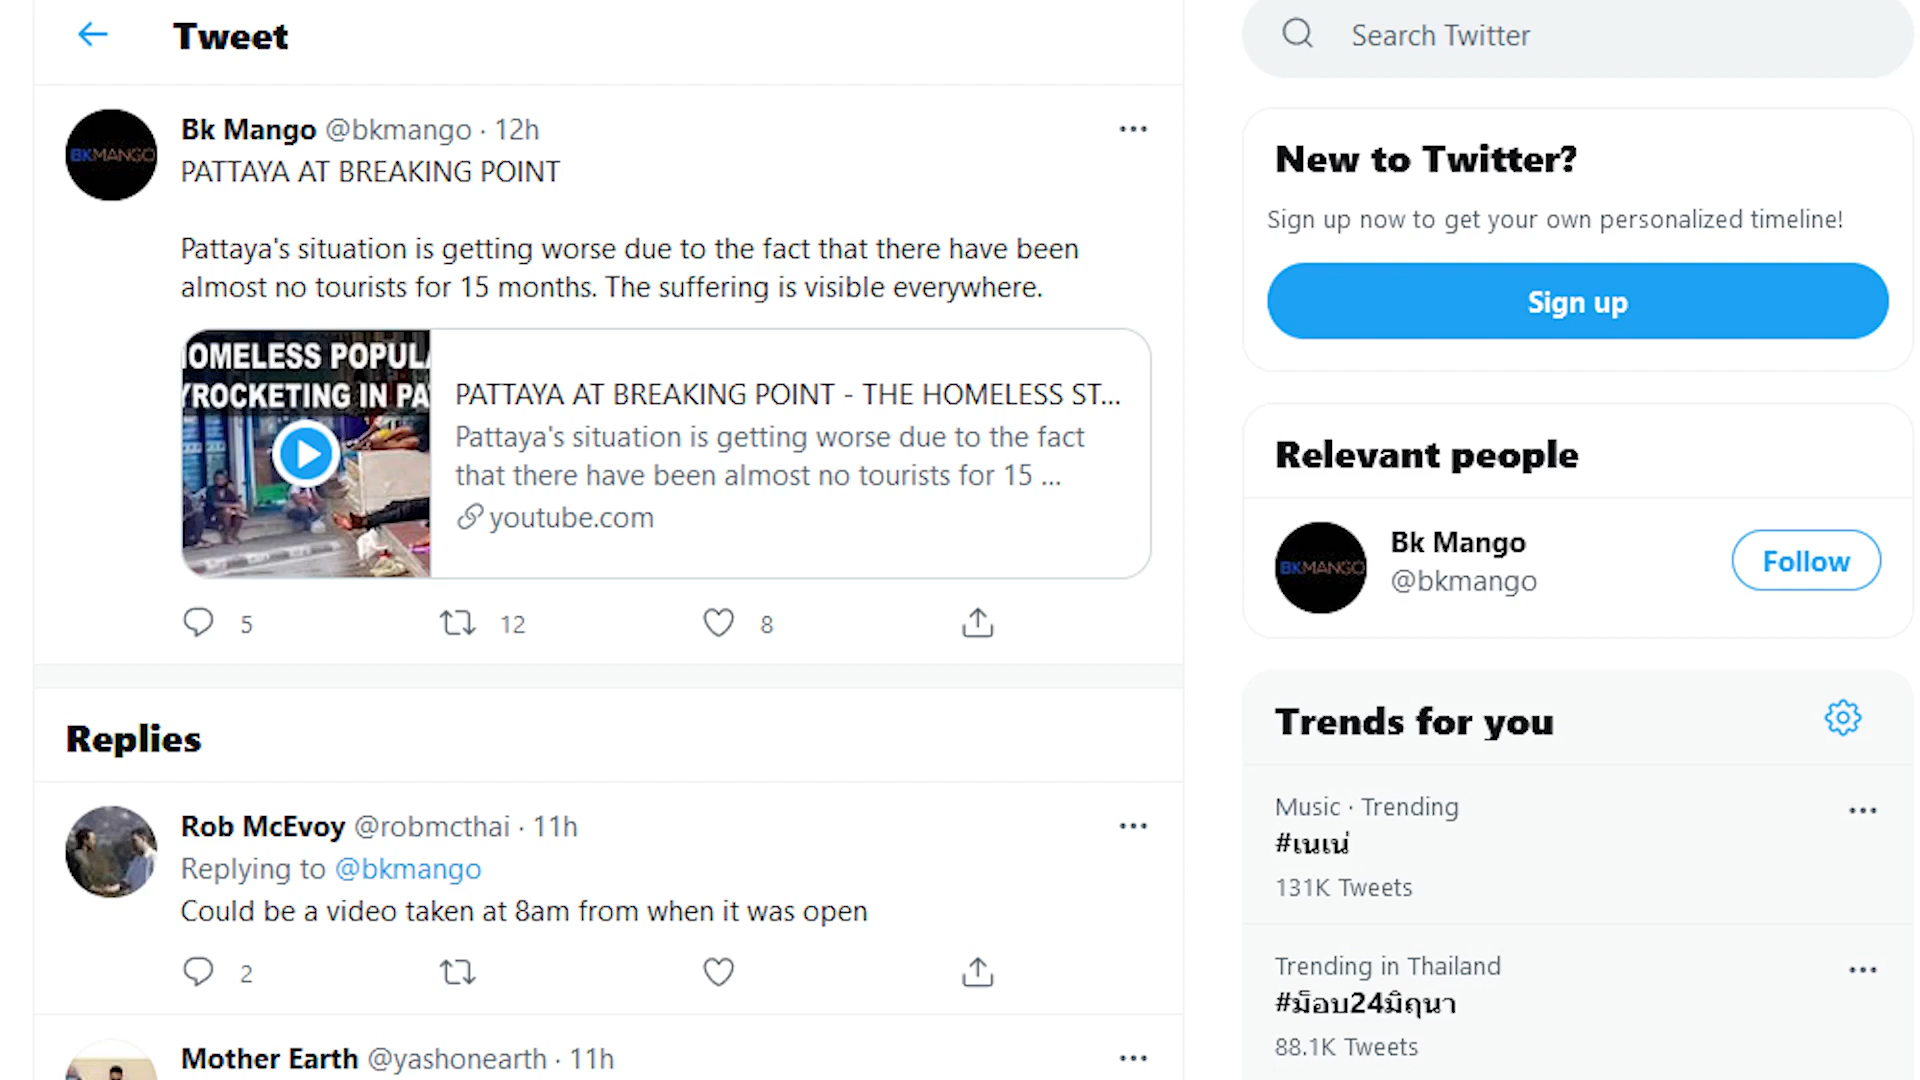 Tweet
Bk Mango @bkmango · 12h
PATTAYA AT BREAKING POINT
Pattaya's situation is getting worse due to the fact that there have been
almost no tourists for 15 months. The suffering is visible everywhere.
OMELESS POPUL
YROCKETING IN PA
PATTAYA AT BREAKING POINT - THE HOMELESS ST...
Pattaya's situation is getting worse due to the fact
that there have been almost no tourists for 15 ...
youtube.com
5 12 8
Replies
Rob McEvoy @robmcthai · 11h
Replying to @bkmango
Could be a video taken at 8am from when it was open
2
Mother Earth @yashonearth · 11h
BKMANGO
Search Twitter
New to Twitter?
Sign up now to get your own personalized timeline!
Sign up
Relevant people
BKMANGO
Bk Mango
@bkmango
Follow
Trends for you
Music · Trending
#เนเน่
131K Tweets
Trending in Thailand
#ม็อบ24มิถุนา
88.1K Tweets